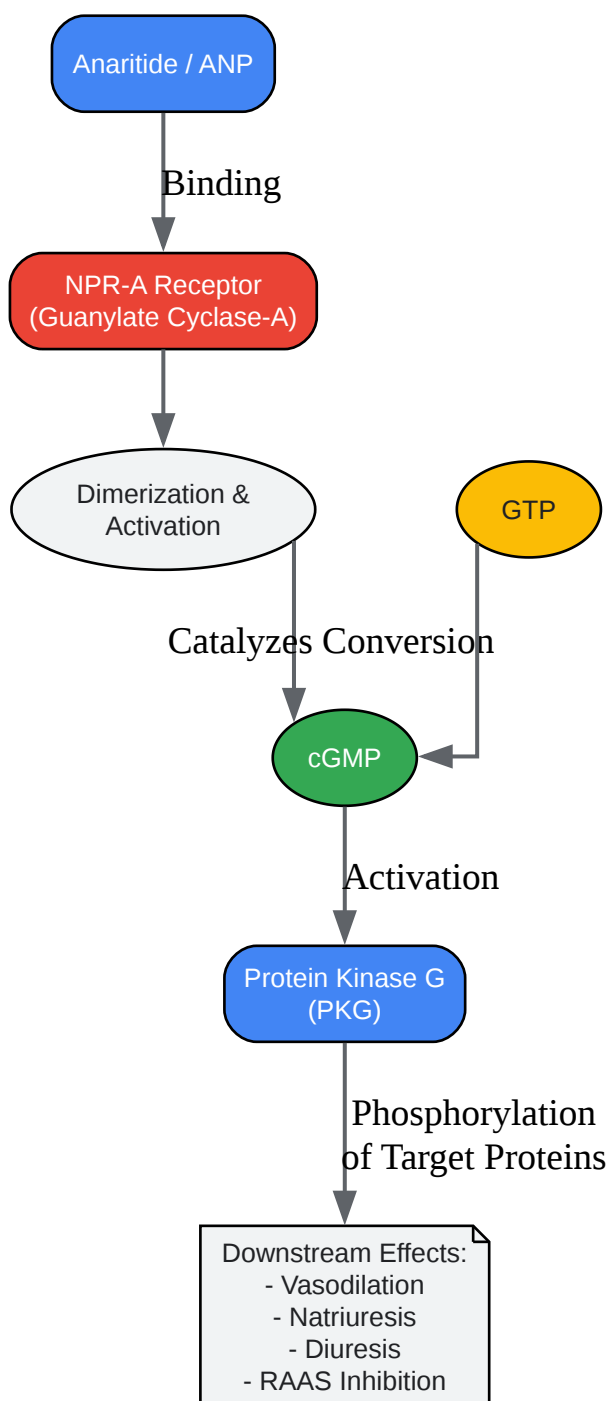 Anaritide / ANP
Binding
NPR-A Receptor
(Guanylate Cyclase-A)
Dimerization &
Activation
GTP
Catalyzes Conversion
cGMP
Activation
Protein Kinase G
(PKG)
Phosphorylation
of Target Proteins
Downstream Effects:
- Vasodilation
- Natriuresis
- Diuresis
- RAAS Inhibition